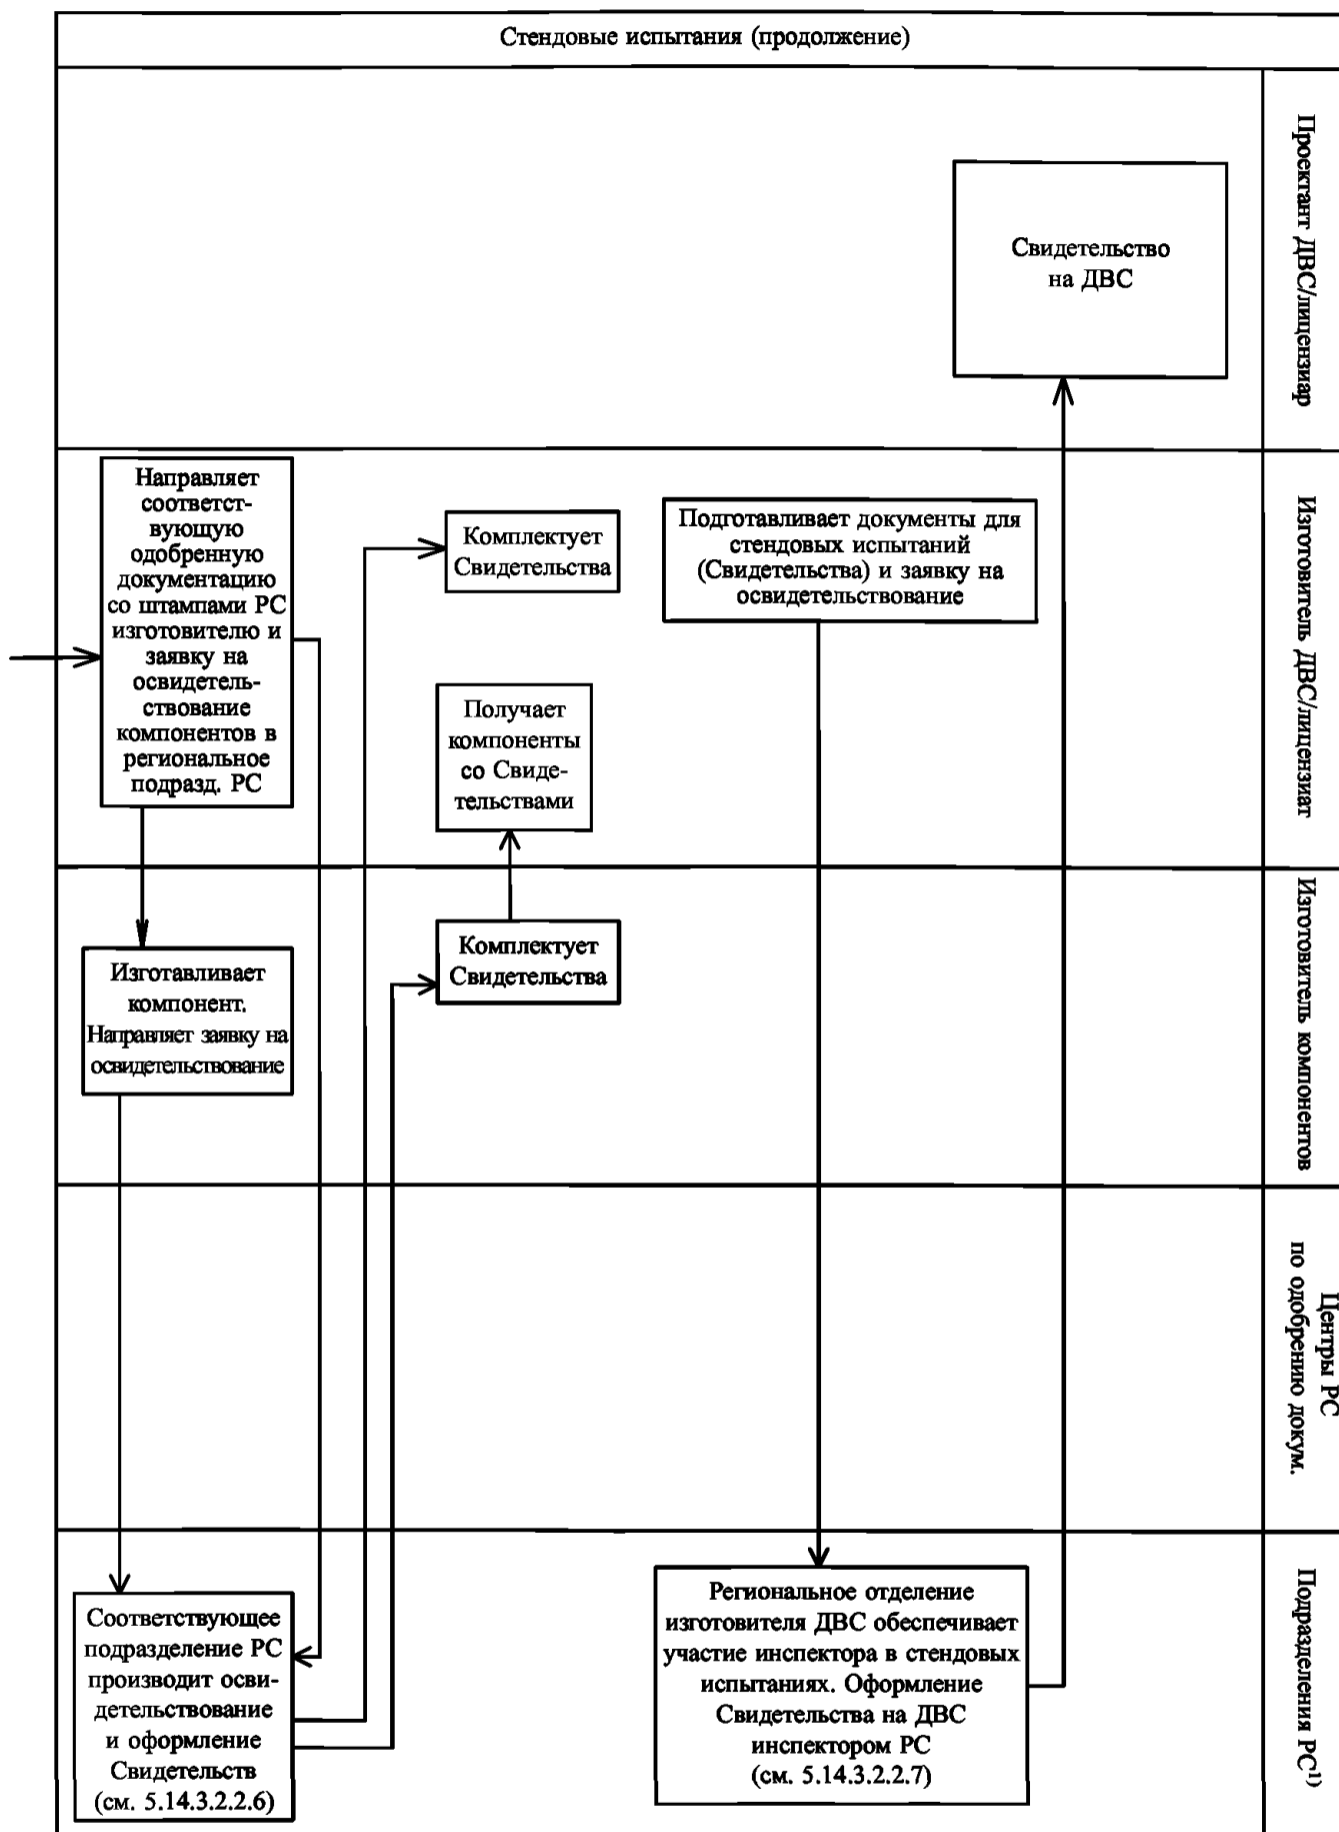 Стендовые испытания (продолжение)
Проектант ДВС/лицензиар
Свидетельство
на ДВС
Изготовитель ДВС/лицензиат
Направляет
соответст-
вующую
одобренную
документацию
со штампами РС
изготовителю и
заявку на
освидетель-
ствование
компонентов в
региональное
подразд. РС
Комплектует
Свидетельства
Подготавливает документы для
стендовых испытаний
(Свидетельства) и заявку на
освидетельствование
Получает
компоненты
со Свиде-
тельствами
Изготовитель компонентов
Комплектует
Свидетельства
Изготавливает
компонент.
Направляет заявку на
освидетельствование
Центры РС
по одобрению докум.
Подразделения РС1)
Соответствующее
подразделение РС
производит осви-
детельствование
и оформление
Свидетельств
(см. 5.14.3.2.2.6)
Региональное отделение
изготовителя ДВС обеспечивает
участие инспектора в стендовых
испытаниях. Оформление
Свидетельства на ДВС
инспектором РС
(см. 5.14.3.2.2.7)